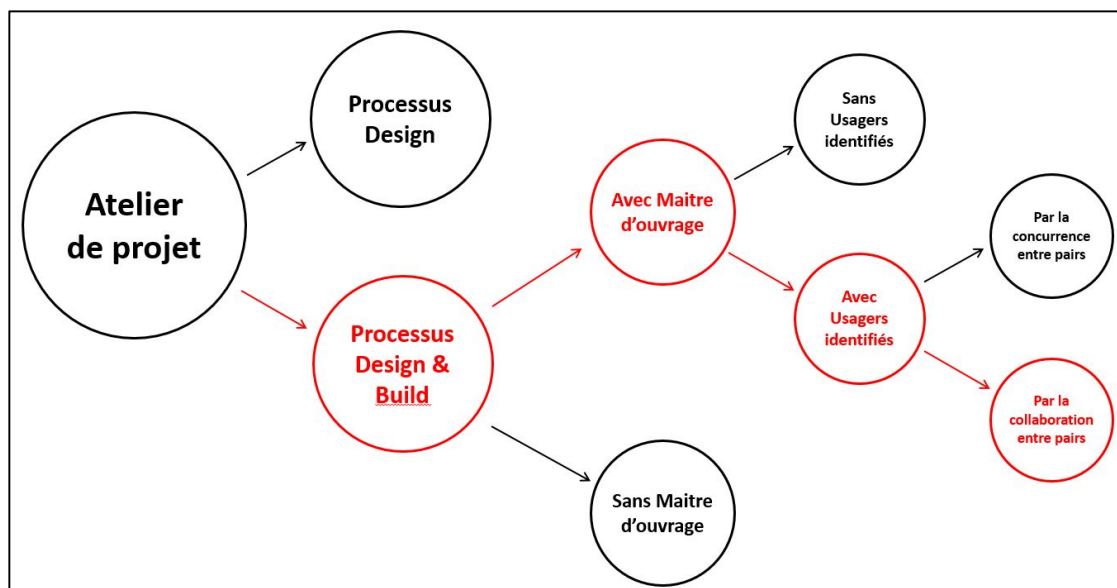 Atelier
de projet
Processus
Design
Processus
Design &
Build
Avec Maitre
d’ouvrage
Sans Maitre
d’ouvrage
Sans
Usagers
identifiés
Avec
Usagers
identifiés
Par la
concurrence
entre pairs
Par la
collaboration
entre pairs